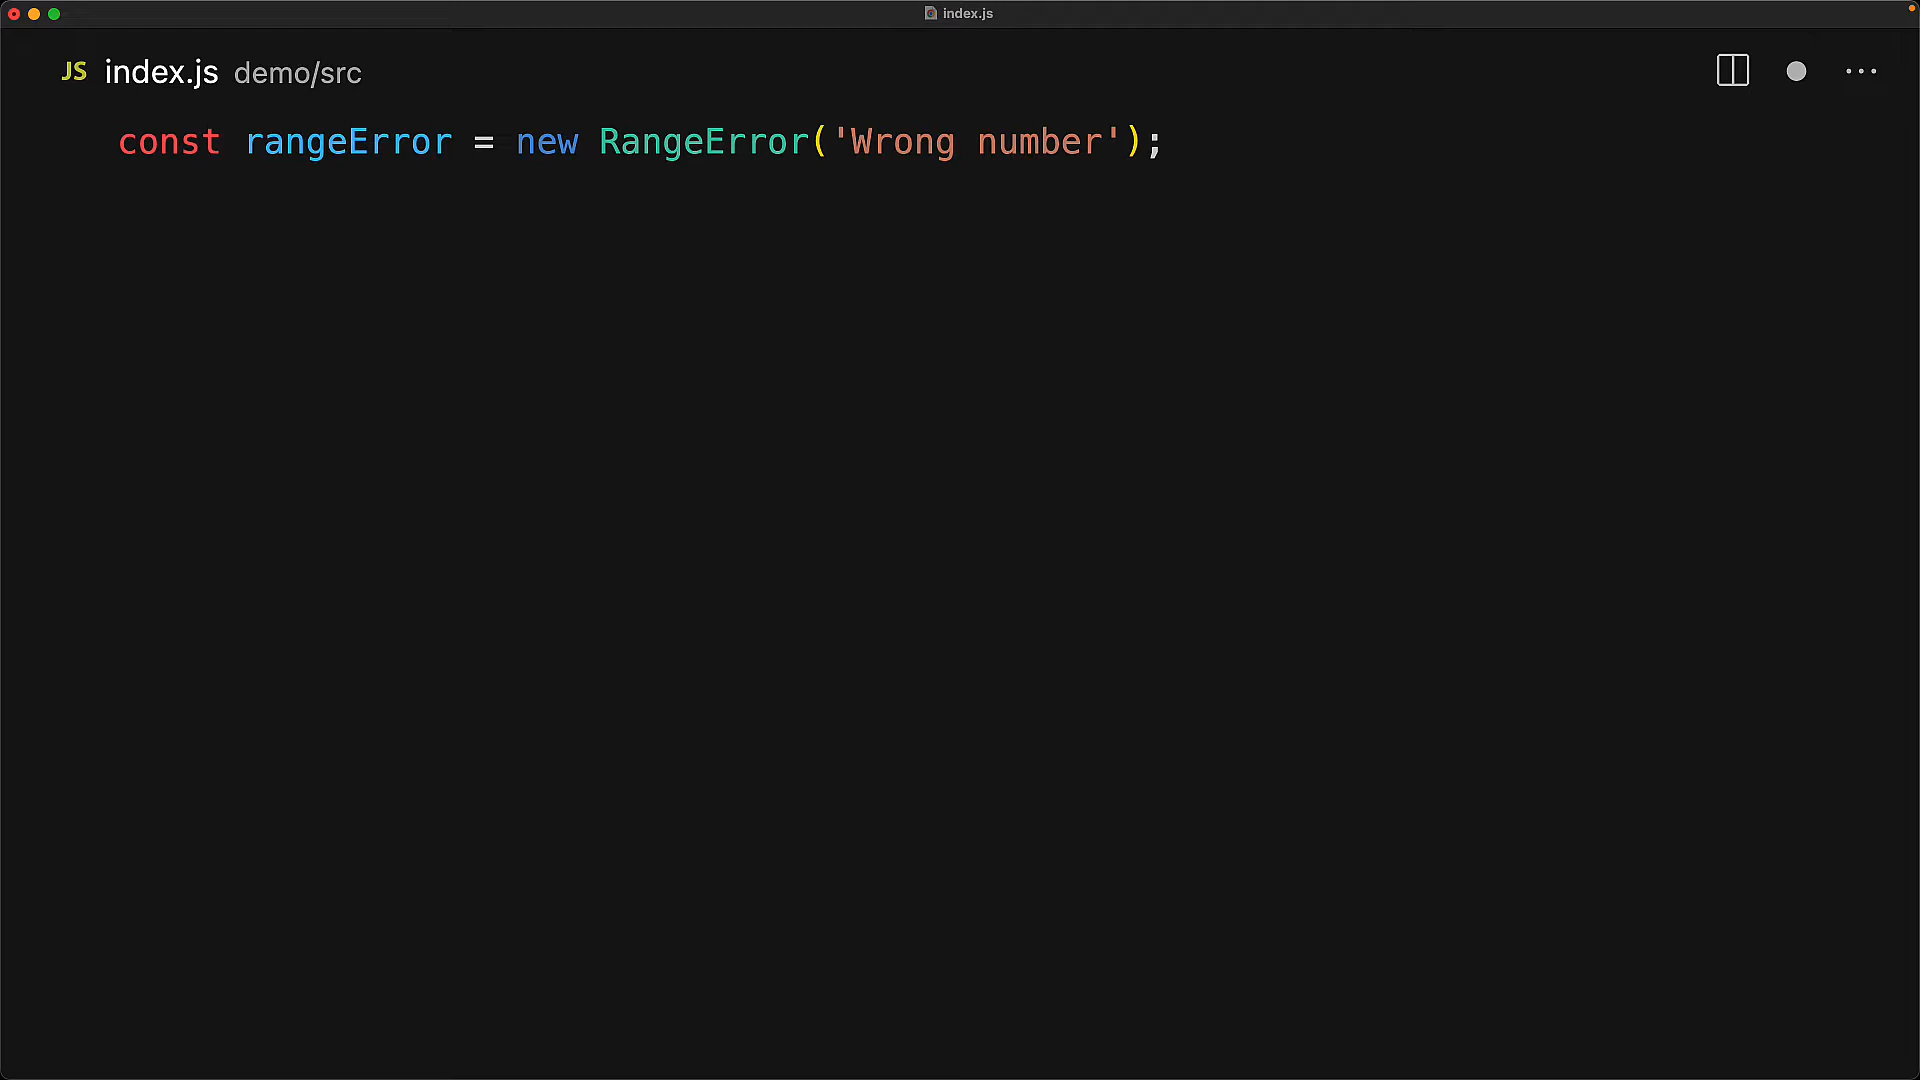 index.js
JS index.js demo/src
const rangeError = new RangeError('Wrong number');